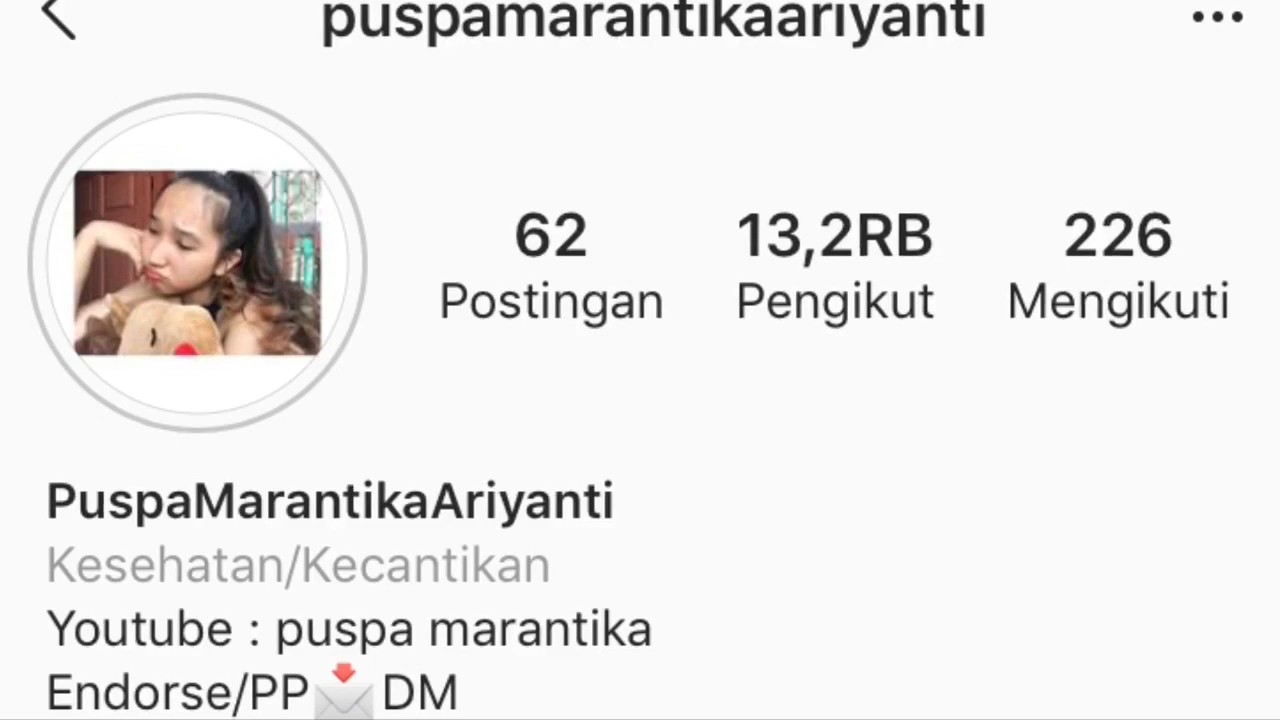 puspamarantikaariyanti
62 13,2RB 226
Postingan Pengikut Mengikuti
PuspaMarantikaAriyanti
Kesehatan/Kecantikan
Youtube : puspa marantika
Endorse/PP📩DM